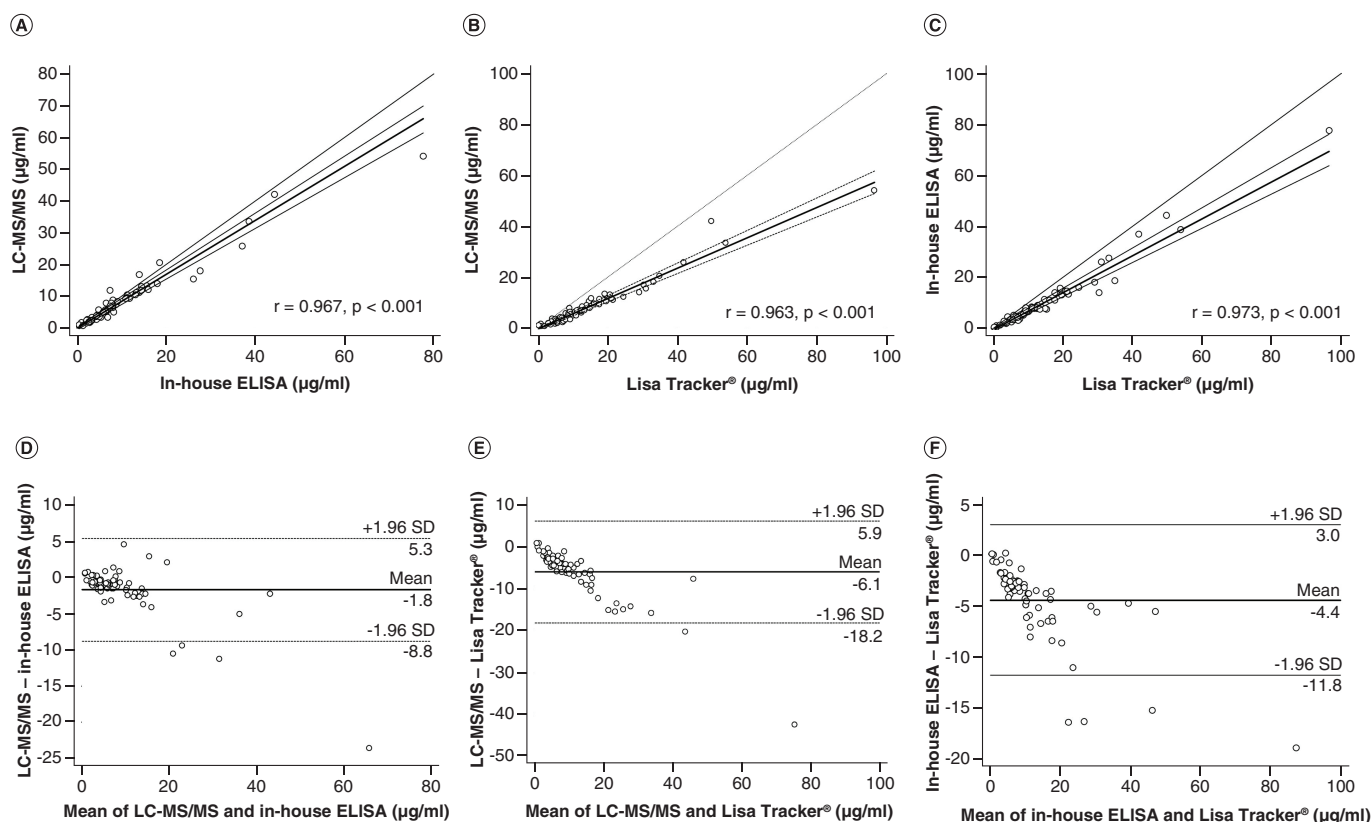 A
B
C
80
70
60
50
40
30
20
10
0
LC-MS/MS (µg/ml)
r = 0.967, p < 0.001
0 20 40 60 80
In-house ELISA (µg/ml)
100
80
60
40
20
0
LC-MS/MS (µg/ml)
r = 0.963, p < 0.001
0 20 40 60 80 100
Lisa Tracker® (µg/ml)
100
80
60
40
20
0
In-house ELISA (µg/ml)
r = 0.973, p < 0.001
0 20 40 60 80 100
Lisa Tracker® (µg/ml)
D
E
F
10
5
0
-5
-10
-15
-20
-25
LC-MS/MS – in-house ELISA (µg/ml)
+1.96 SD
5.3
Mean
-1.8
-1.96 SD
-8.8
0 20 40 60 80
Mean of LC-MS/MS and in-house ELISA (µg/ml)
10
0
-10
-20
-30
-40
-50
LC-MS/MS – Lisa Tracker® (µg/ml)
+1.96 SD
5.9
Mean
-6.1
-1.96 SD
-18.2
0 20 40 60 80 100
Mean of LC-MS/MS and Lisa Tracker® (µg/ml)
5
0
-5
-10
-15
-20
In-house ELISA – Lisa Tracker® (µg/ml)
+1.96 SD
3.0
Mean
-4.4
-1.96 SD
-11.8
0 20 40 60 80 100
Mean of in-house ELISA and Lisa Tracker® (µg/ml)